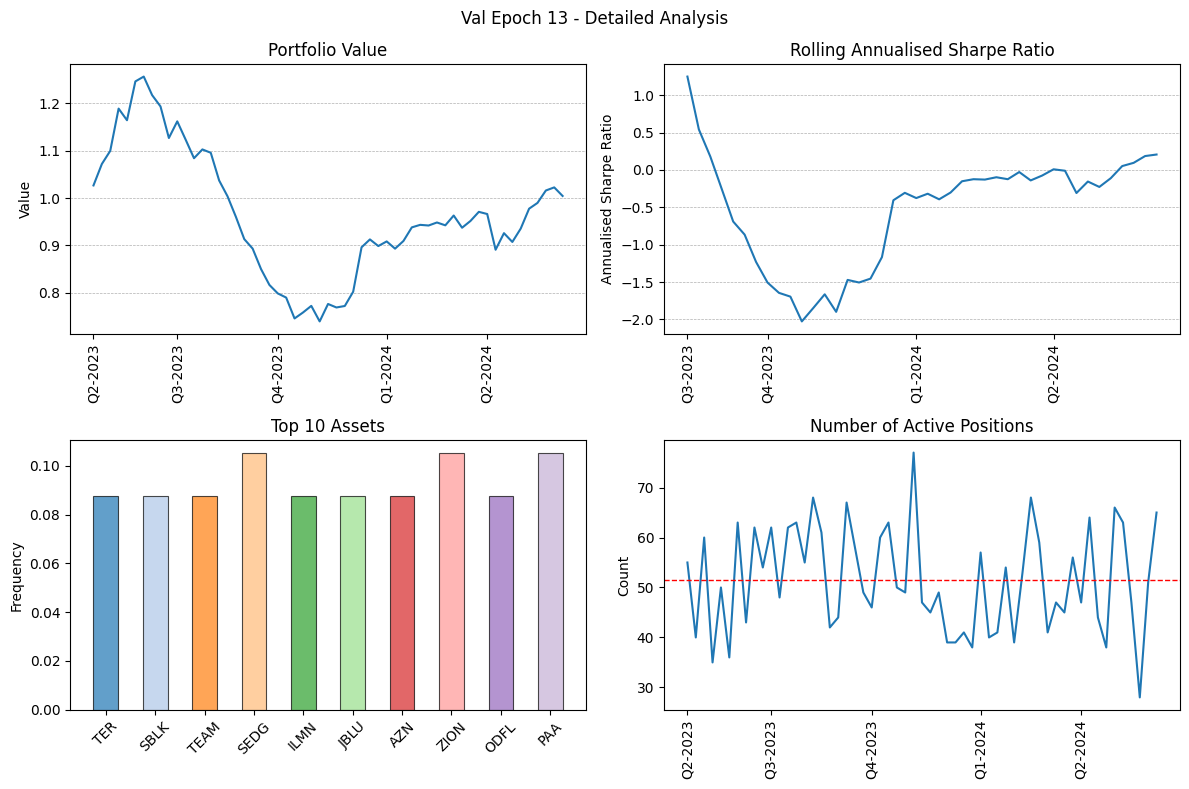 Val Epoch 13 - Detailed Analysis
Portfolio Value
Value
1.2
1.1
1.0
0.9
0.8
Q2-2023
Q3-2023
Q4-2023
Q1-2024
Q2-2024
Rolling Annualised Sharpe Ratio
Annualised Sharpe Ratio
1.0
0.5
0.0
−0.5
−1.0
−1.5
−2.0
Q3-2023
Q4-2023
Q1-2024
Q2-2024
Top 10 Assets
Frequency
0.10
0.08
0.06
0.04
0.02
0.00
TER
SBLK
TEAM
SEDG
ILMN
JBLU
AZN
ZION
ODFL
PAA
Number of Active Positions
Count
70
60
50
40
30
Q2-2023
Q3-2023
Q4-2023
Q1-2024
Q2-2024